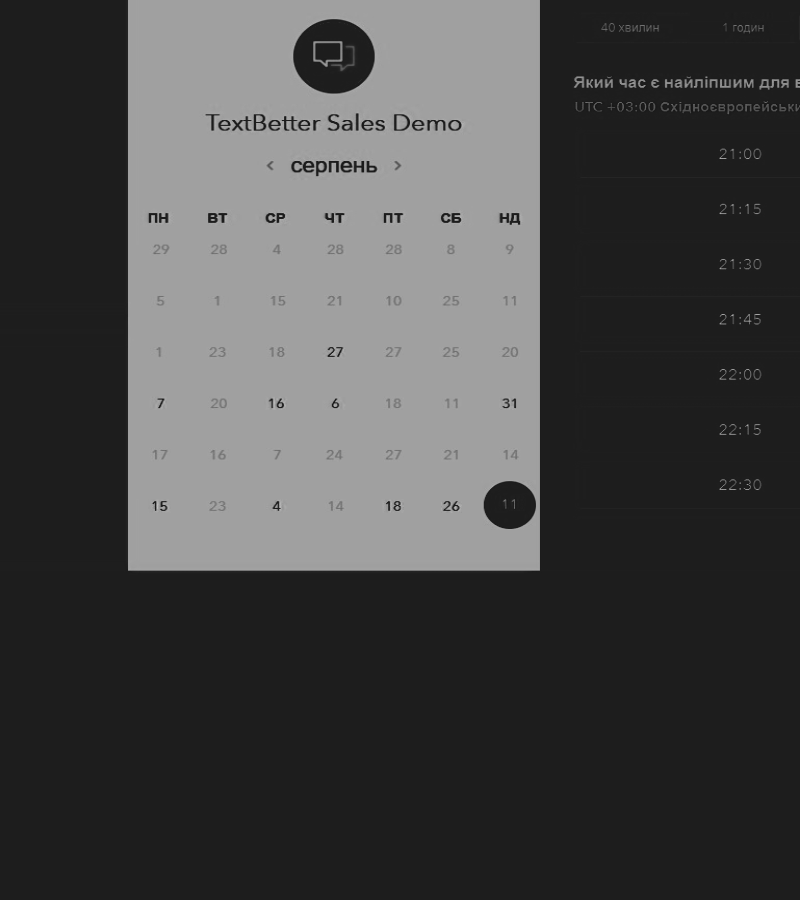 TextBetter Sales Demo
серпень
ПН ВТ СР ЧТ ПТ СБ НД
29 28 4 28 28 8 9
5 1 15 21 10 25 11
1 23 18 27 27 25 20
7 20 16 6 18 11 31
17 16 7 24 27 21 14
15 23 4 14 18 26 11
40 хвилин 1 годин
Який час є найліпшим для в
UTC +03:00 Східноєвропейськи
21:00
21:15
21:30
21:45
22:00
22:15
22:30